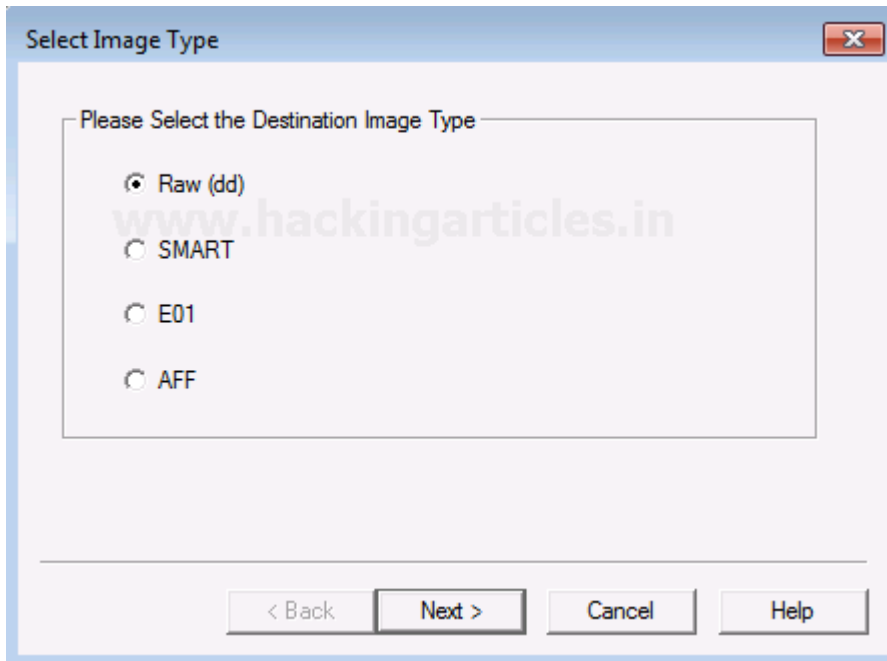 Select Image Type
Please Select the Destination Image Type
Raw (dd)
www.hackingarticles.in
SMART
E01
AFF
< Back
Next >
Cancel
Help